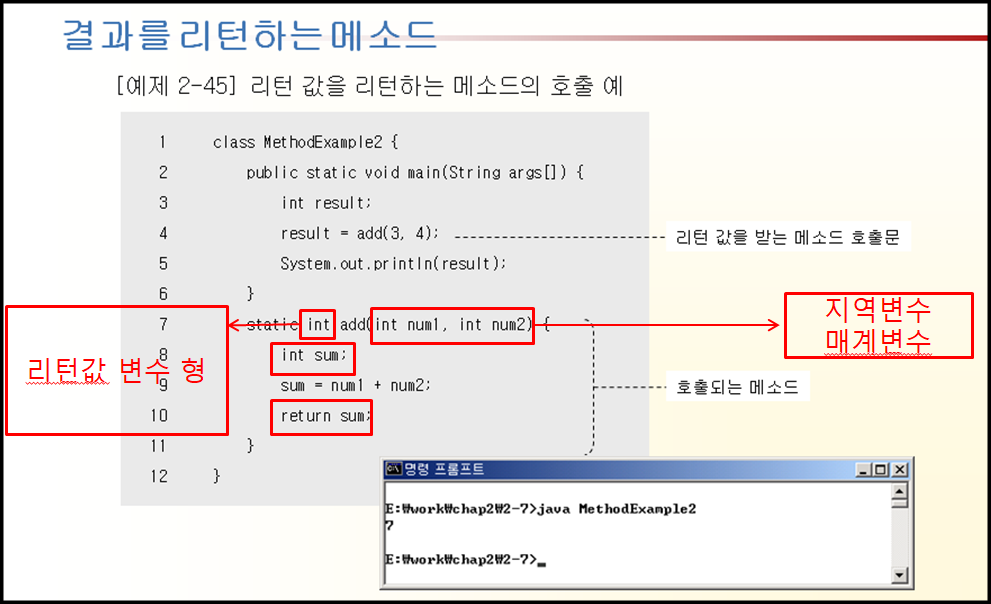 결과를 리턴하는 메소드
[예제 2-45] 리턴 값을 리턴하는 메소드의 호출 예
1 class MethodExample2 {
2 public static void main(String args[]) {
3 int result;
4 result = add(3, 4);
리턴 값을 받는 메소드 호출문
5 System.out.println(result);
6 }
7 static int add(int num1, int num2) {
지역변수
매계변수
8 int sum;
리턴값 변수 형
9 sum = num1 + num2;
호출되는 메소드
10 return sum;
11 }
12 }
명령 프롬프트
E:₩work₩chap2₩2-7>java MethodExample2
7
E:₩work₩chap2₩2-7>_